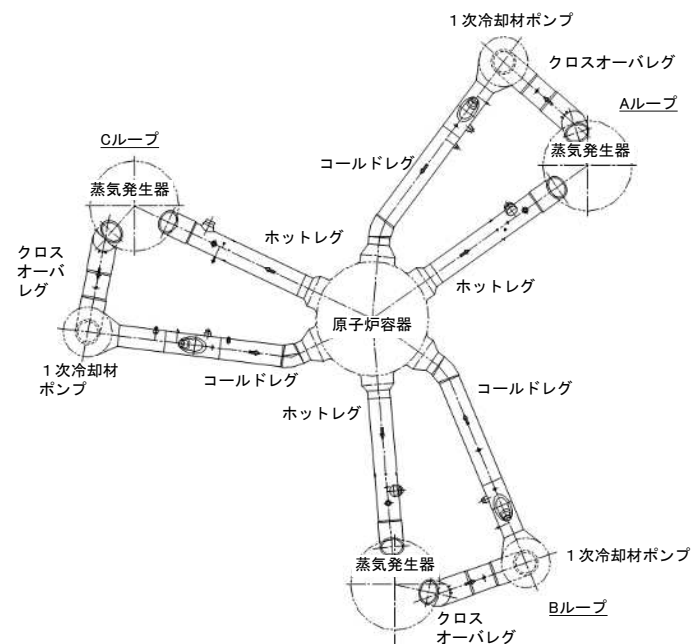 1次冷却材ポンプ
クロスオーバレグ
Aループ
蒸気発生器
コールドレグ
ホットレグ
Cループ
蒸気発生器
ホットレグ
クロス
オーバ
レグ
1次冷却材
ポンプ
コールドレグ
原子炉容器
ホットレグ
コールドレグ
蒸気発生器
1次冷却材ポンプ
Bループ
クロス
オーバレグ